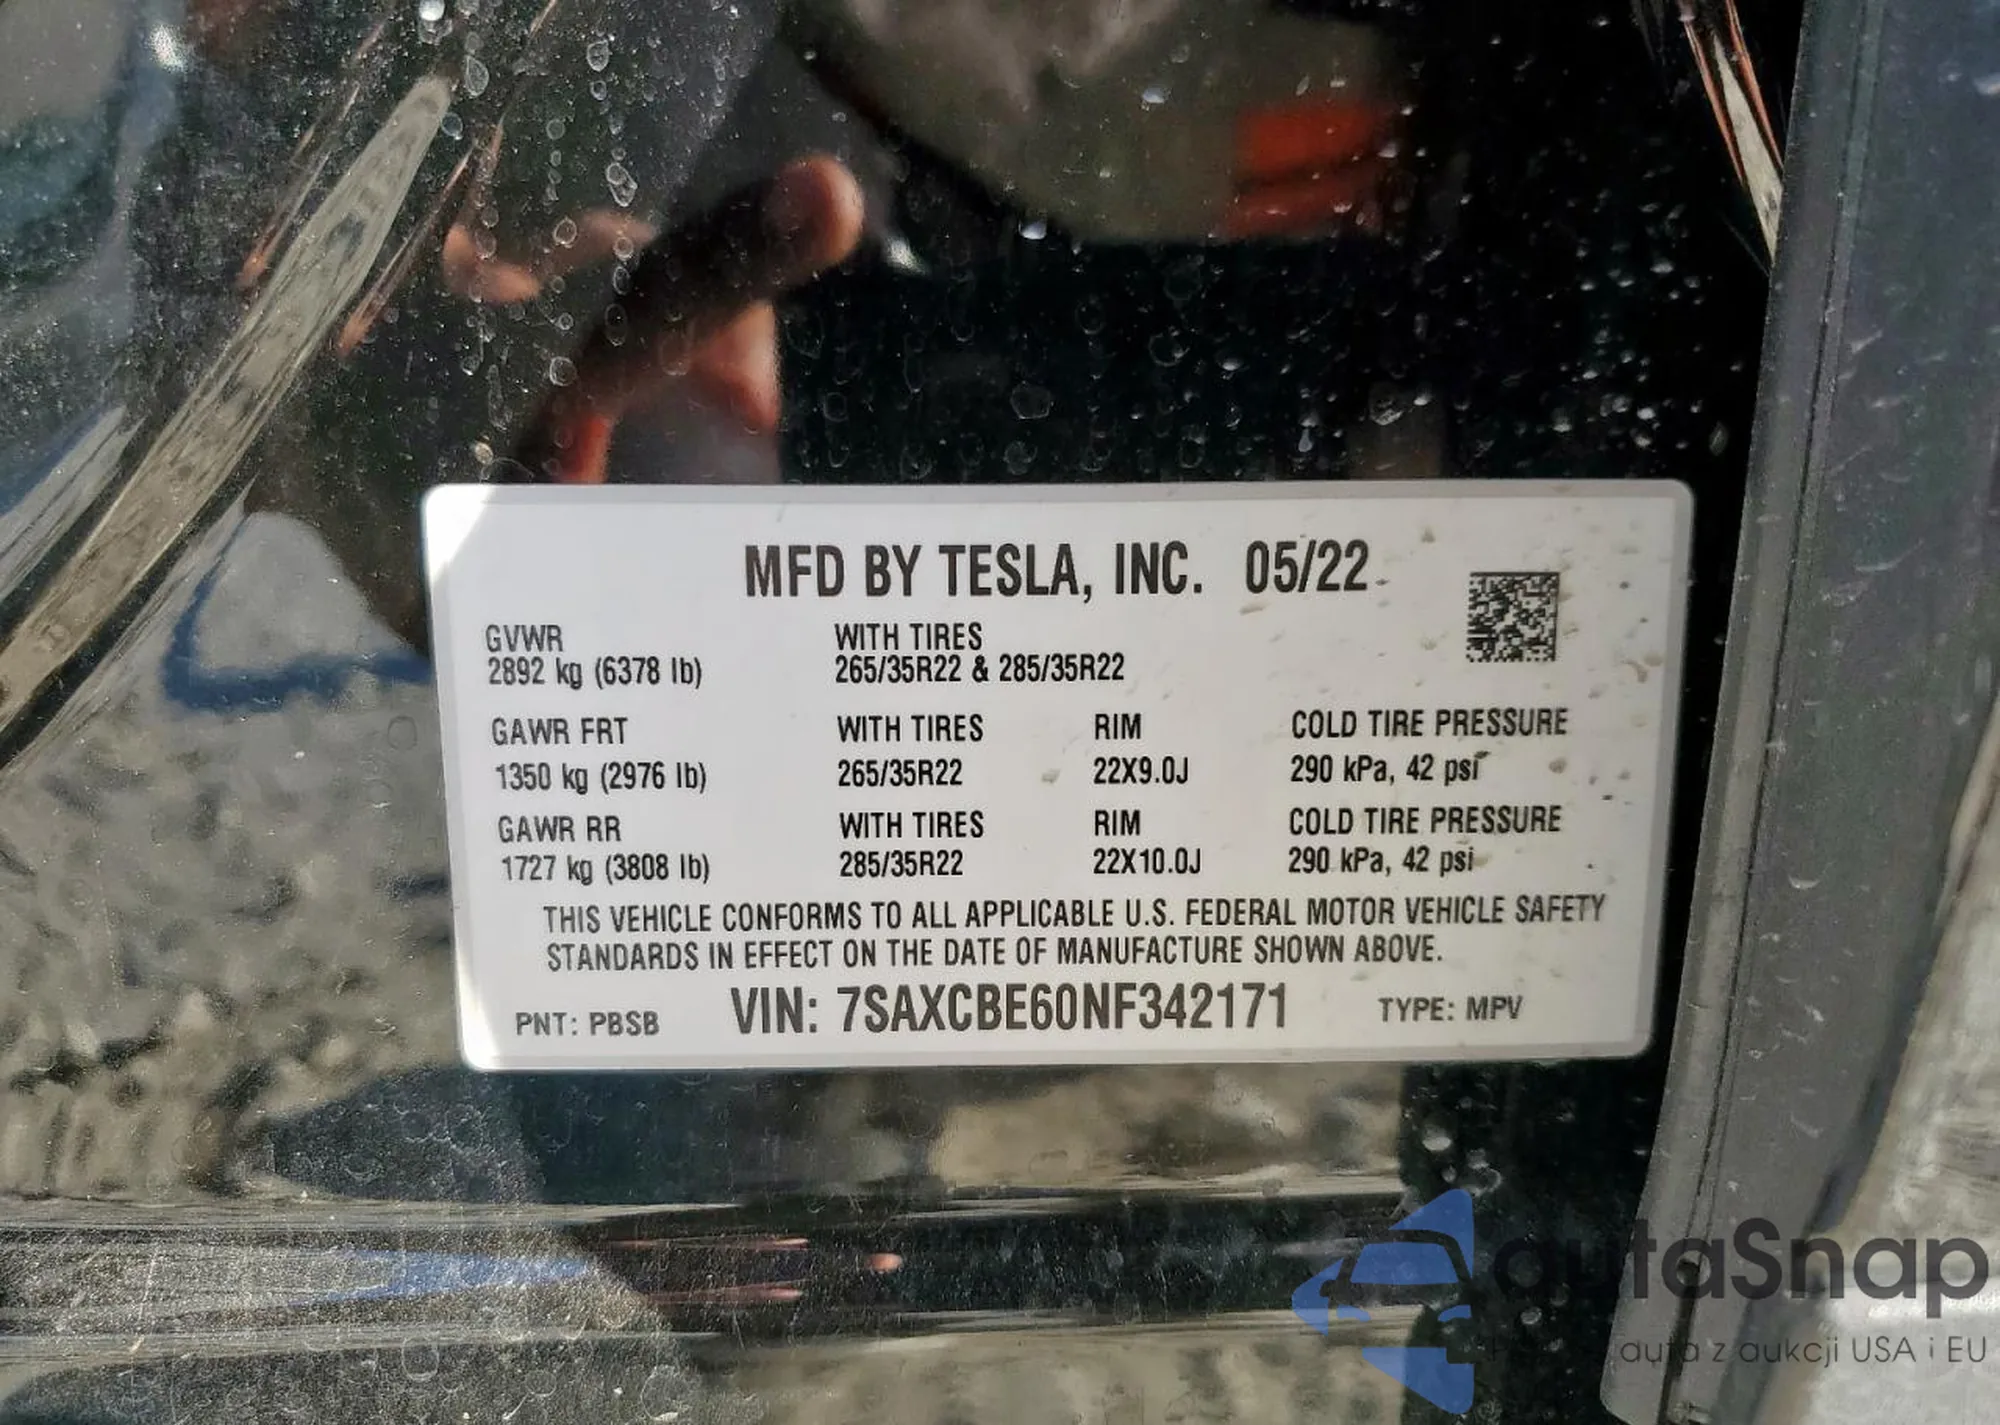 MFD BY TESLA, INC. 05/22
GVWR WITH TIRES
2892 kg (6378 lb) 265/35R22 & 285/35R22
GAWR FRT WITH TIRES RIM COLD TIRE PRESSURE
1350 kg (2976 lb) 265/35R22 22X9.0J 290 kPa, 42 psi
GAWR RR WITH TIRES RIM COLD TIRE PRESSURE
1727 kg (3808 lb) 285/35R22 22X10.0J 290 kPa, 42 psi
THIS VEHICLE CONFORMS TO ALL APPLICABLE U.S. FEDERAL MOTOR VEHICLE SAFETY
STANDARDS IN EFFECT ON THE DATE OF MANUFACTURE SHOWN ABOVE.
PNT: PBSB VIN: 7SAXCBE60NF342171 TYPE: MPV
autaSnap
auta z aukcji USA i EU